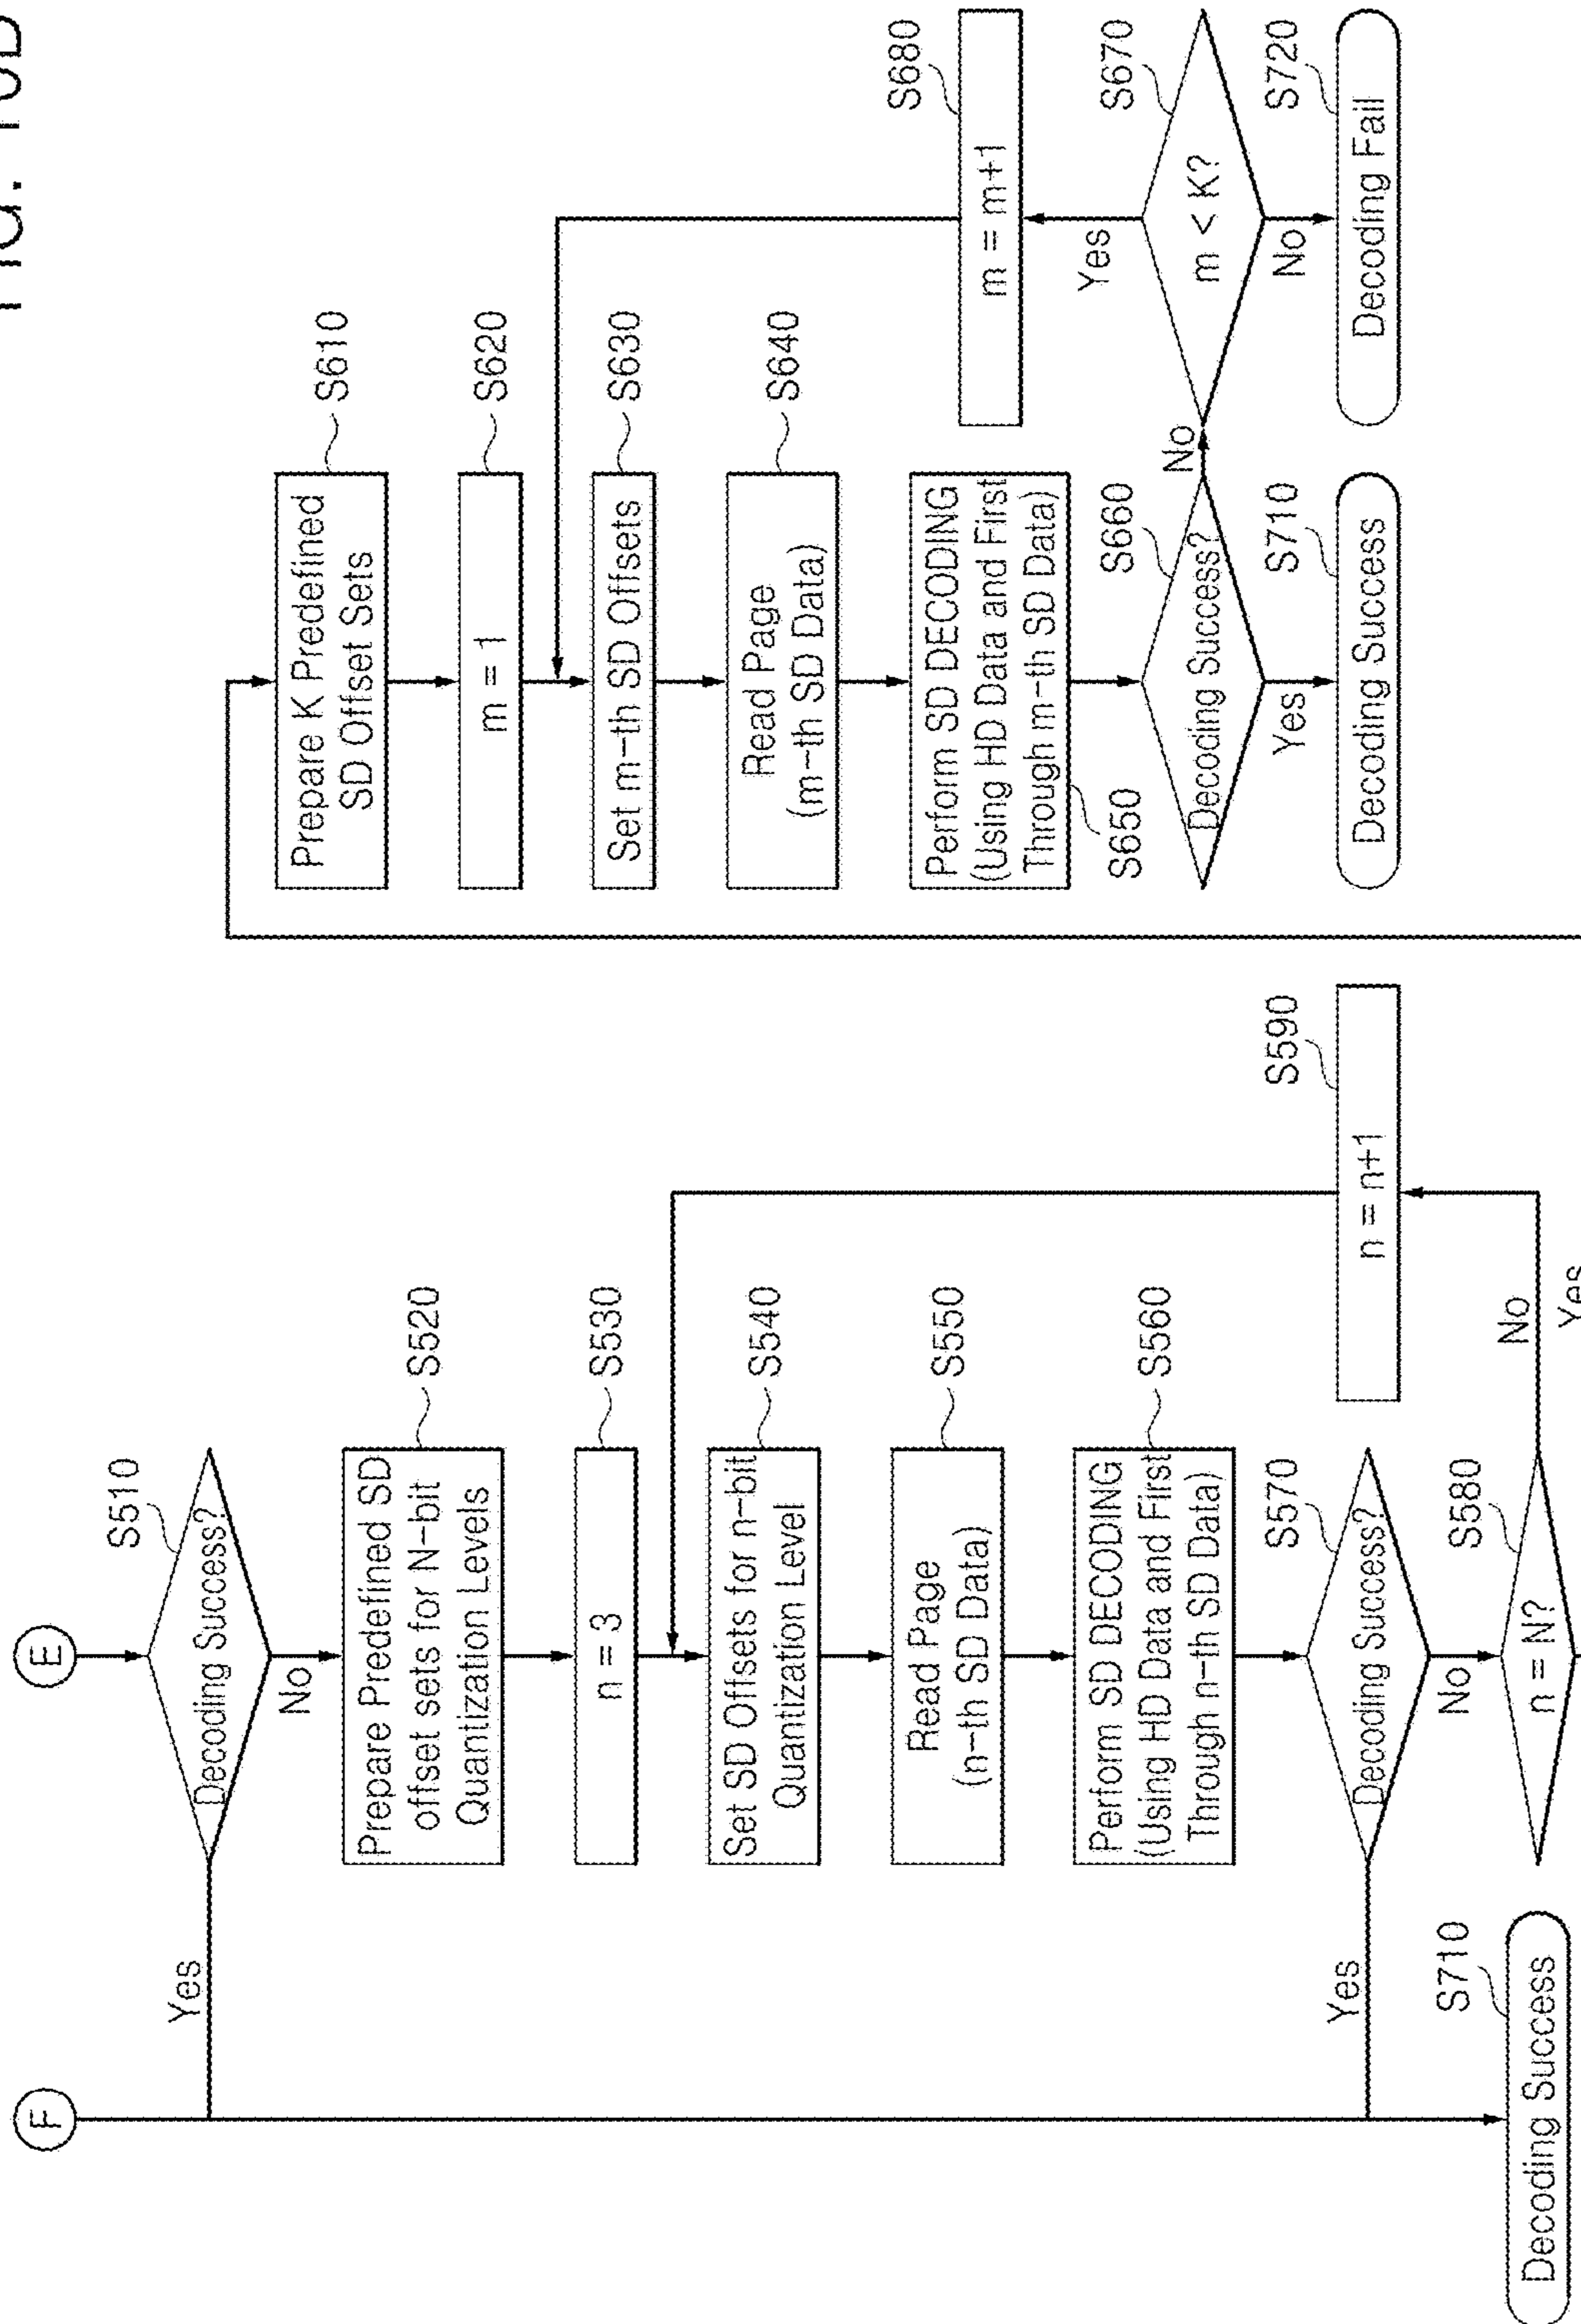 FIG.
E
F
S510
Decoding Success?
Yes
No
Prepare Predefined SD
offset sets for N-bit
Quantization Levels
S520
n = 3
S530
Set SD Offsets for n-bit
Quantization Level
S540
Read Page
(n-th SD Data)
S550
Perform SD DECODING
(Using HD Data and First
Through n-th SD Data)
S560
S570
Decoding Success?
Yes
No
S580
n = N?
No
Yes
S590
n = n+1
S710
Decoding Success
Prepare K Predefined
SD Offset Sets
S610
m = 1
S620
Set m-th SD Offsets
S630
Read Page
(m-th SD Data)
S640
Perform SD DECODING
(Using HD Data and First
Through m-th SD Data)
S650
S660
Decoding Success?
No
Yes
S710
Decoding Success
S680
m = m+1
Yes
S670
m < K?
No
S720
Decoding Fail